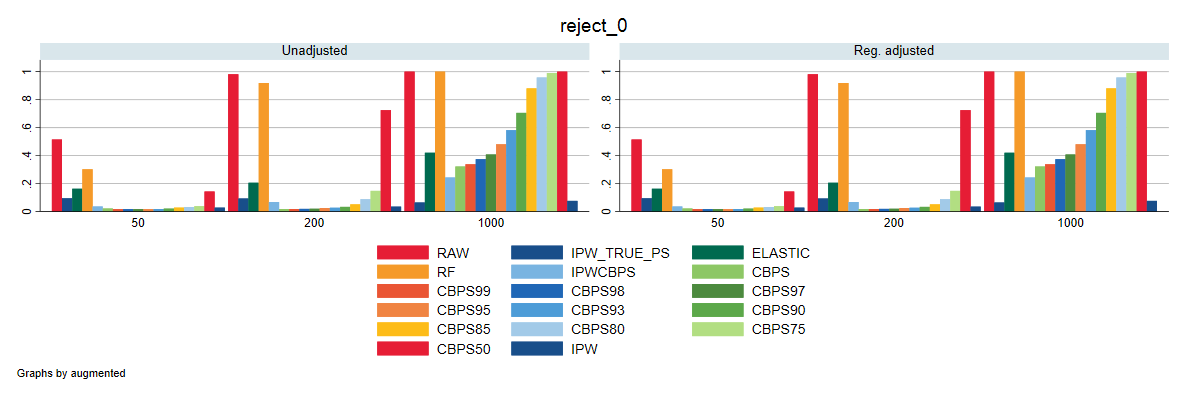 reject_0
Unadjusted
Reg. adjusted
0 .2 .4 .6 .8 1
0 .2 .4 .6 .8 1
50 200 1000
50 200 1000
RAW IPW_TRUE_PS ELASTIC
RF IPWCBPS CBPS
CBPS99 CBPS98 CBPS97
CBPS95 CBPS93 CBPS90
CBPS85 CBPS80 CBPS75
CBPS50 IPW
Graphs by augmented